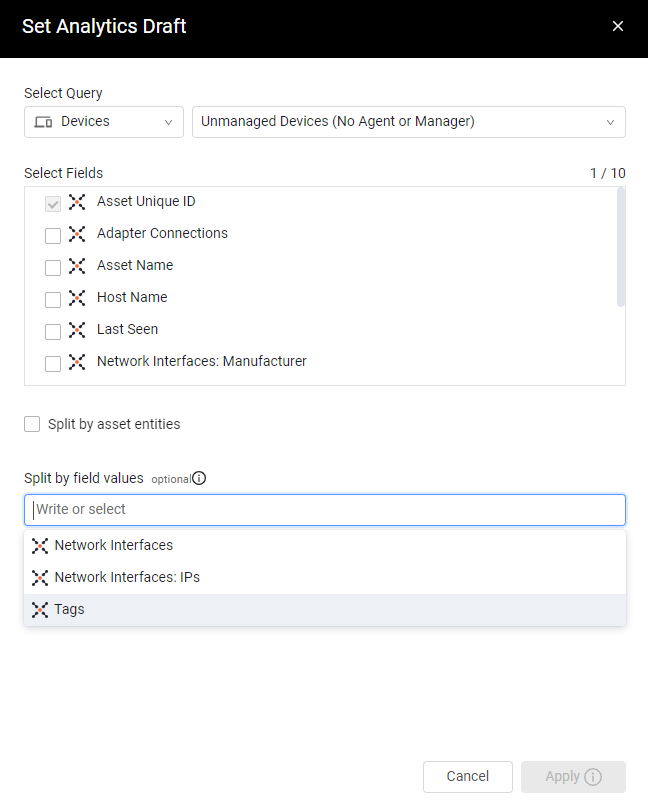 Set Analytics Draft
Select Query
Devices
Unmanaged Devices (No Agent or Manager)
Select Fields
1 / 10
Asset Unique ID
Adapter Connections
Asset Name
Host Name
Last Seen
Network Interfaces: Manufacturer
Split by asset entities
Split by field values optional
Write or select
Network Interfaces
Network Interfaces: IPs
Tags
Cancel
Apply